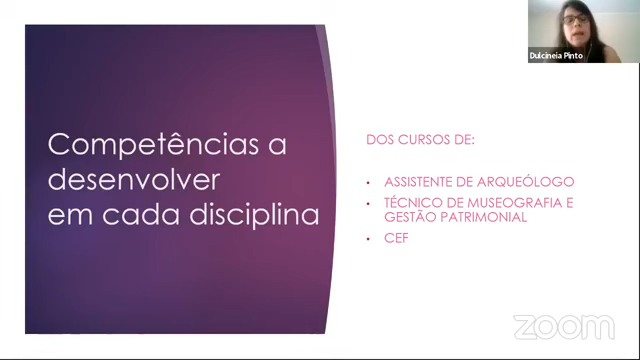 Dulcineia Pinto
Competências a
desenvolver
em cada disciplina
DOS CURSOS DE:
• ASSISTENTE DE ARQUEÓLOGO
• TÉCNICO DE MUSEOGRAFIA E
GESTÃO PATRIMONIAL
• CEF
zoom